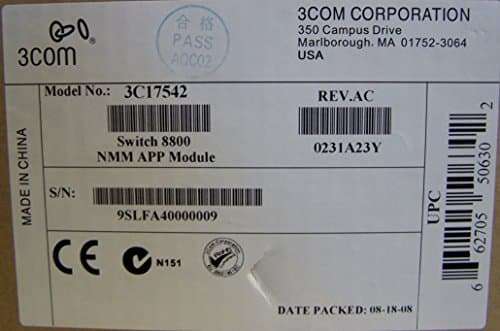 3COM
合格
PASS
AOC02
3COM CORPORATION
350 Campus Drive
Marlborough. MA 01752-3064
USA
MADE IN CHINA
Model No.: 3C17542
Switch 8800
NMM APP Module
REV.AC
0231A23Y
S/N:
9SLFA40000009
UPC
6 62705 50630 2
CE
N151
DATE PACKED: 08-18-08